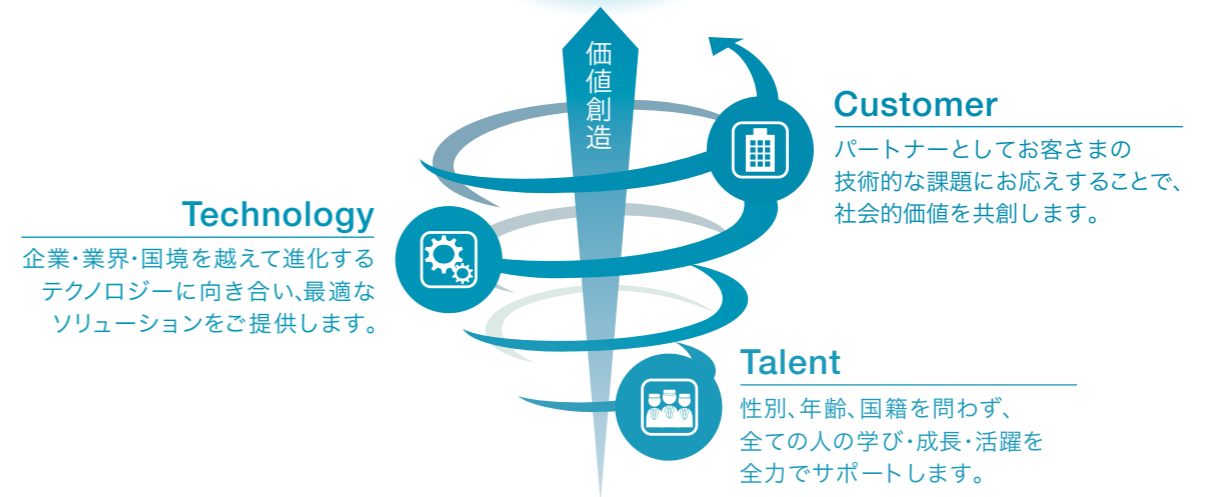 価値創造
Customer
パートナーとしてお客さまの
技術的な課題にお応えすることで、
社会的価値を共創します。
Technology
企業・業界・国境を越えて進化する
テクノロジーに向き合い、最適な
ソリューションをご提供します。
Talent
性別、年齢、国籍を問わず、
全ての人の学び・成長・活躍を
全力でサポートします。